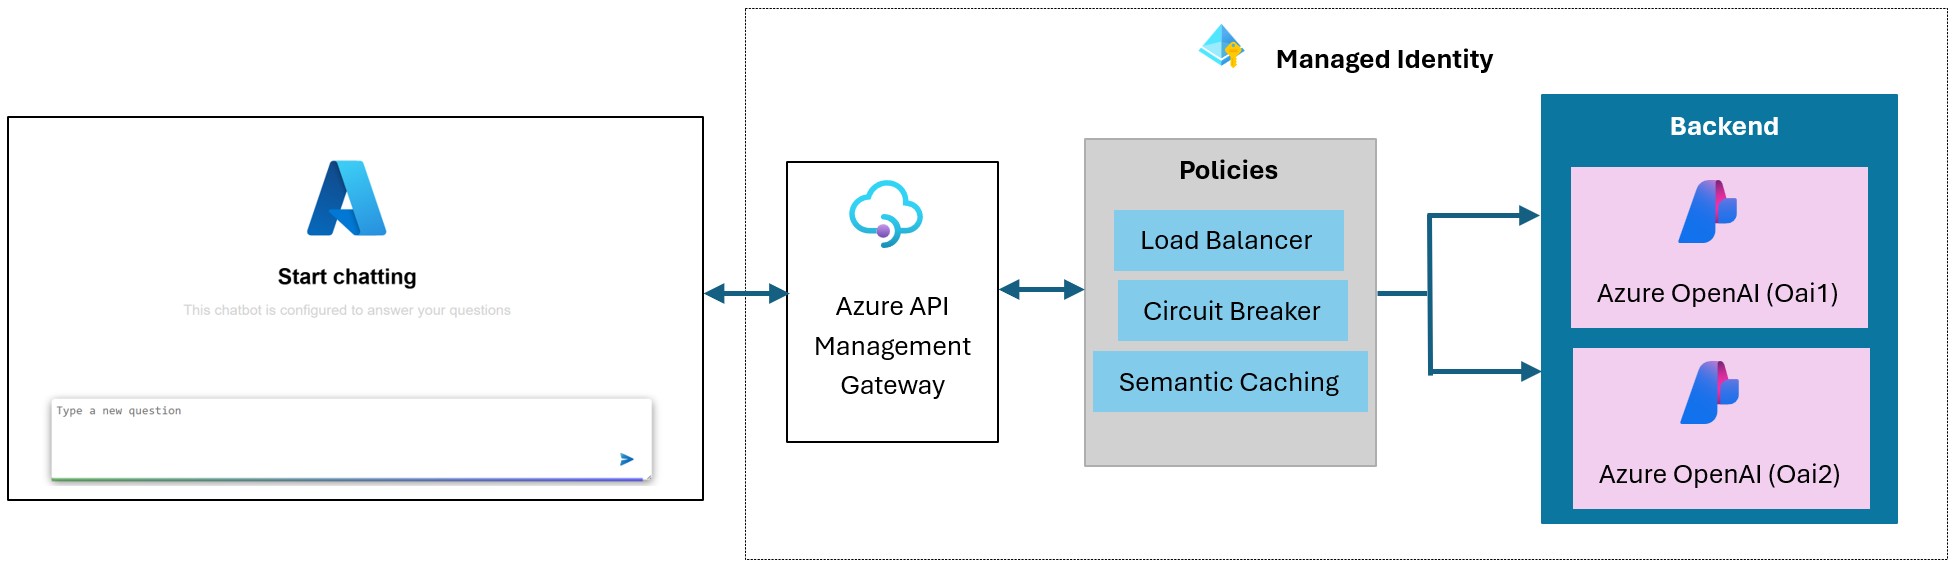 Managed Identity
Start chatting
This chatbot is configured to answer your questions
Type a new question
Azure API
Management
Gateway
Policies
Load Balancer
Circuit Breaker
Semantic Caching
Backend
Azure OpenAI (Oai1)
Azure OpenAI (Oai2)